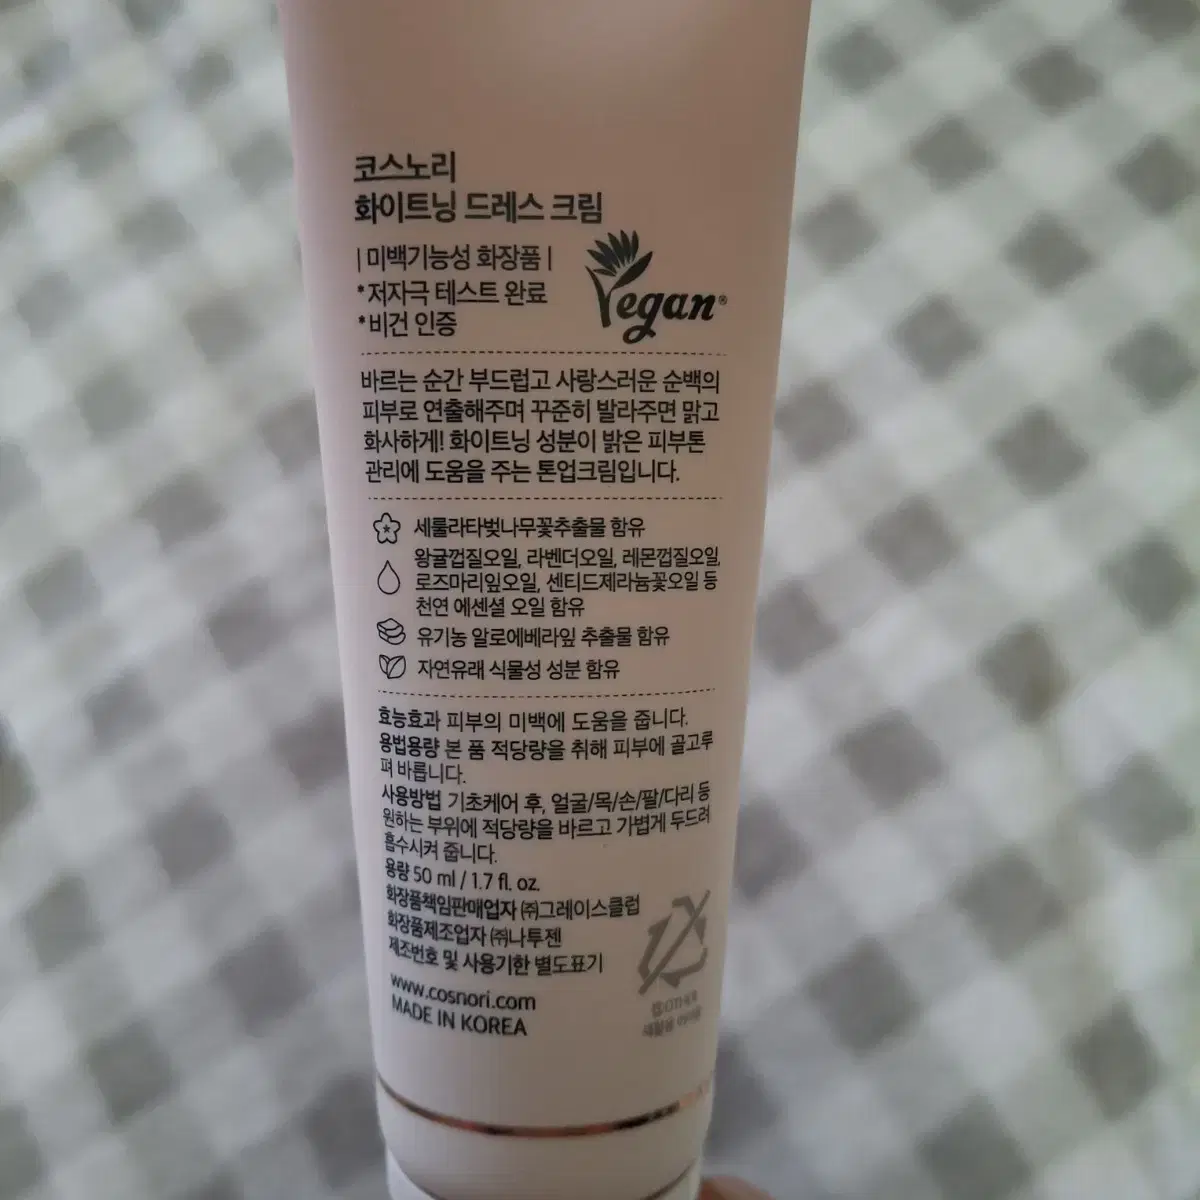 코스노리
화이트닝 드레스 크림
| 미백기능성 화장품 |
*저자극 테스트 완료
*비건 인증
Vegan®
바르는 순간 부드럽고 사랑스러운 순백의
피부로 연출해주며 꾸준히 발라주면 맑고
화사하게! 화이트닝 성분이 밝은 피부톤
관리에 도움을 주는 톤업크림입니다.
세룰라타벚나무꽃추출물 함유
왕귤껍질오일, 라벤더오일, 레몬껍질오일,
로즈마리잎오일, 센티드제라늄꽃오일 등
천연 에센셜 오일 함유
유기농 알로에베라잎 추출물 함유
자연유래 식물성 성분 함유
효능효과 피부의 미백에 도움을 줍니다.
용법용량 본 품 적당량을 취해 피부에 골고루
펴 바릅니다.
사용방법 기초케어 후, 얼굴/목/손/팔/다리 등
원하는 부위에 적당량을 바르고 가볍게 두드려
흡수시켜 줍니다.
용량 50 ml / 1.7 fl. oz.
화장품책임판매업자 ㈜그레이스클럽
화장품제조업자 ㈜나투젠
제조번호 및 사용기한 별도표기
www.cosnori.com
MADE IN KOREA